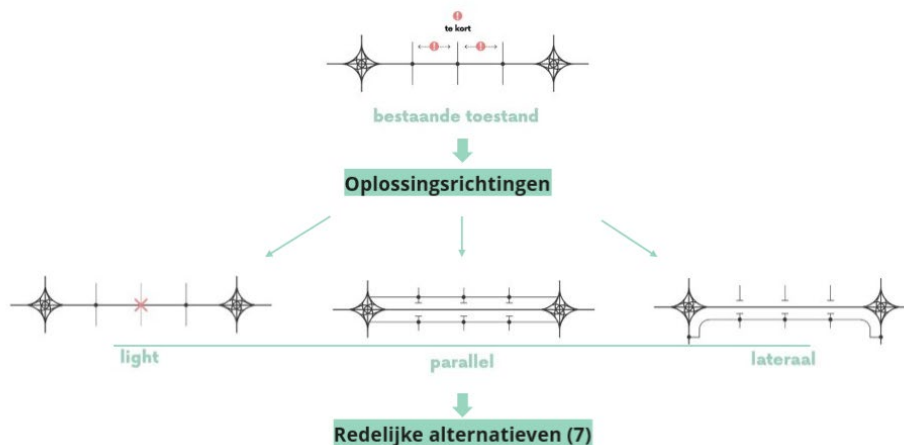 te kort
bestaande toestand
Oplossingsrichtingen
light
parallel
lateraal
Redelijke alternatieven (7)